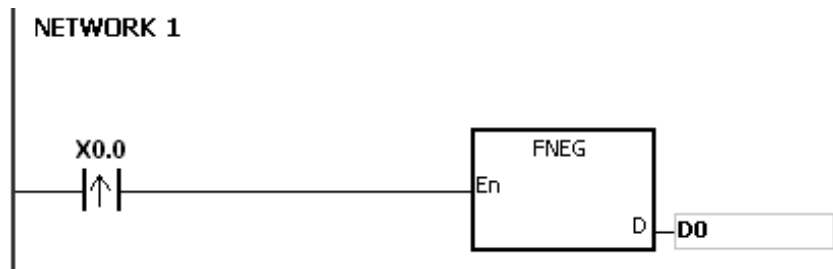 NETWORK 1
X0.0
FNEG
En
D D0